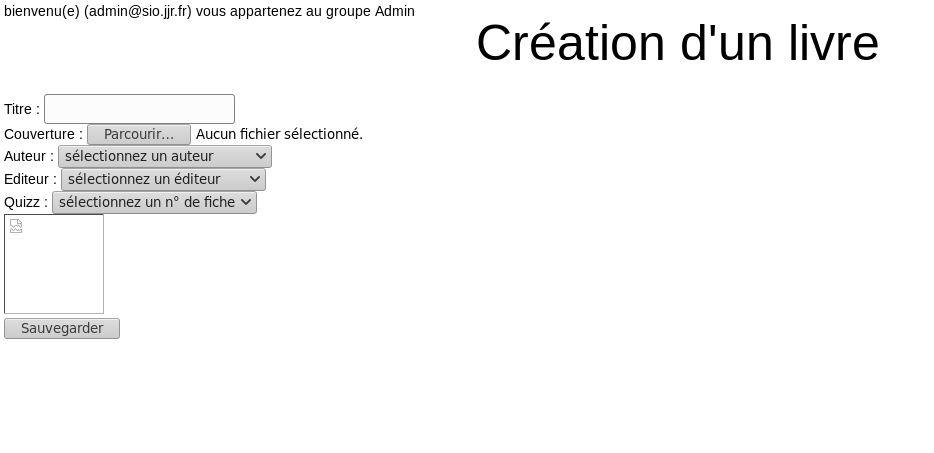 bienvenu(e) (admin@sio.jjr.fr) vous appartenez au groupe Admin
Création d'un livre
Titre :
Couverture : Parcourir... Aucun fichier sélectionné.
Auteur : sélectionnez un auteur
Editeur : sélectionnez un éditeur
Quizz : sélectionnez un n° de fiche
Sauvegarder